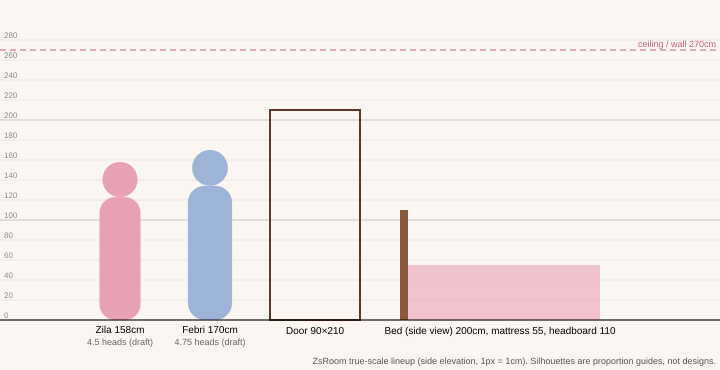 280
ceiling / wall 270cm
260
240
220
200
180
160
140
120
100
80
60
40
20
0
Zila 158cm
4.5 heads (draft)
Febri 170cm
4.75 heads (draft)
Door 90×210
Bed (side view) 200cm, mattress 55, headboard 110
ZsRoom true-scale lineup (side elevation, 1px = 1cm). Silhouettes are proportion guides, not designs.